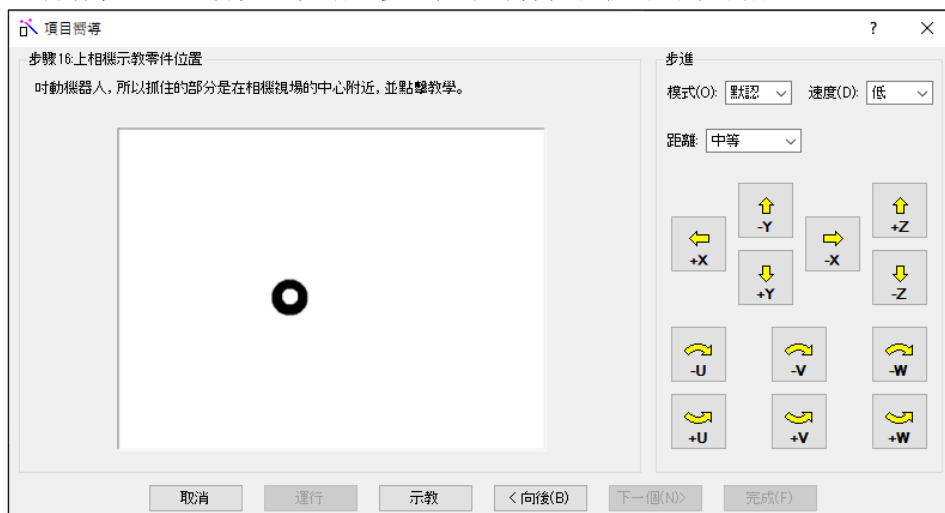 項目嚮導
? ×
步驟16:上相機示教零件位置
吋動機器人,所以抓住的部分是在相機視場的中心附近,並點擊教學。
步進
模式(O): 默認 速度(D): 低
距離: 中等
-Y +Z
+X -X
+Y -Z
-U -V -W
+U +V +W
取消 運行 示教 < 向後(B) 下一個(N)> 完成(F)